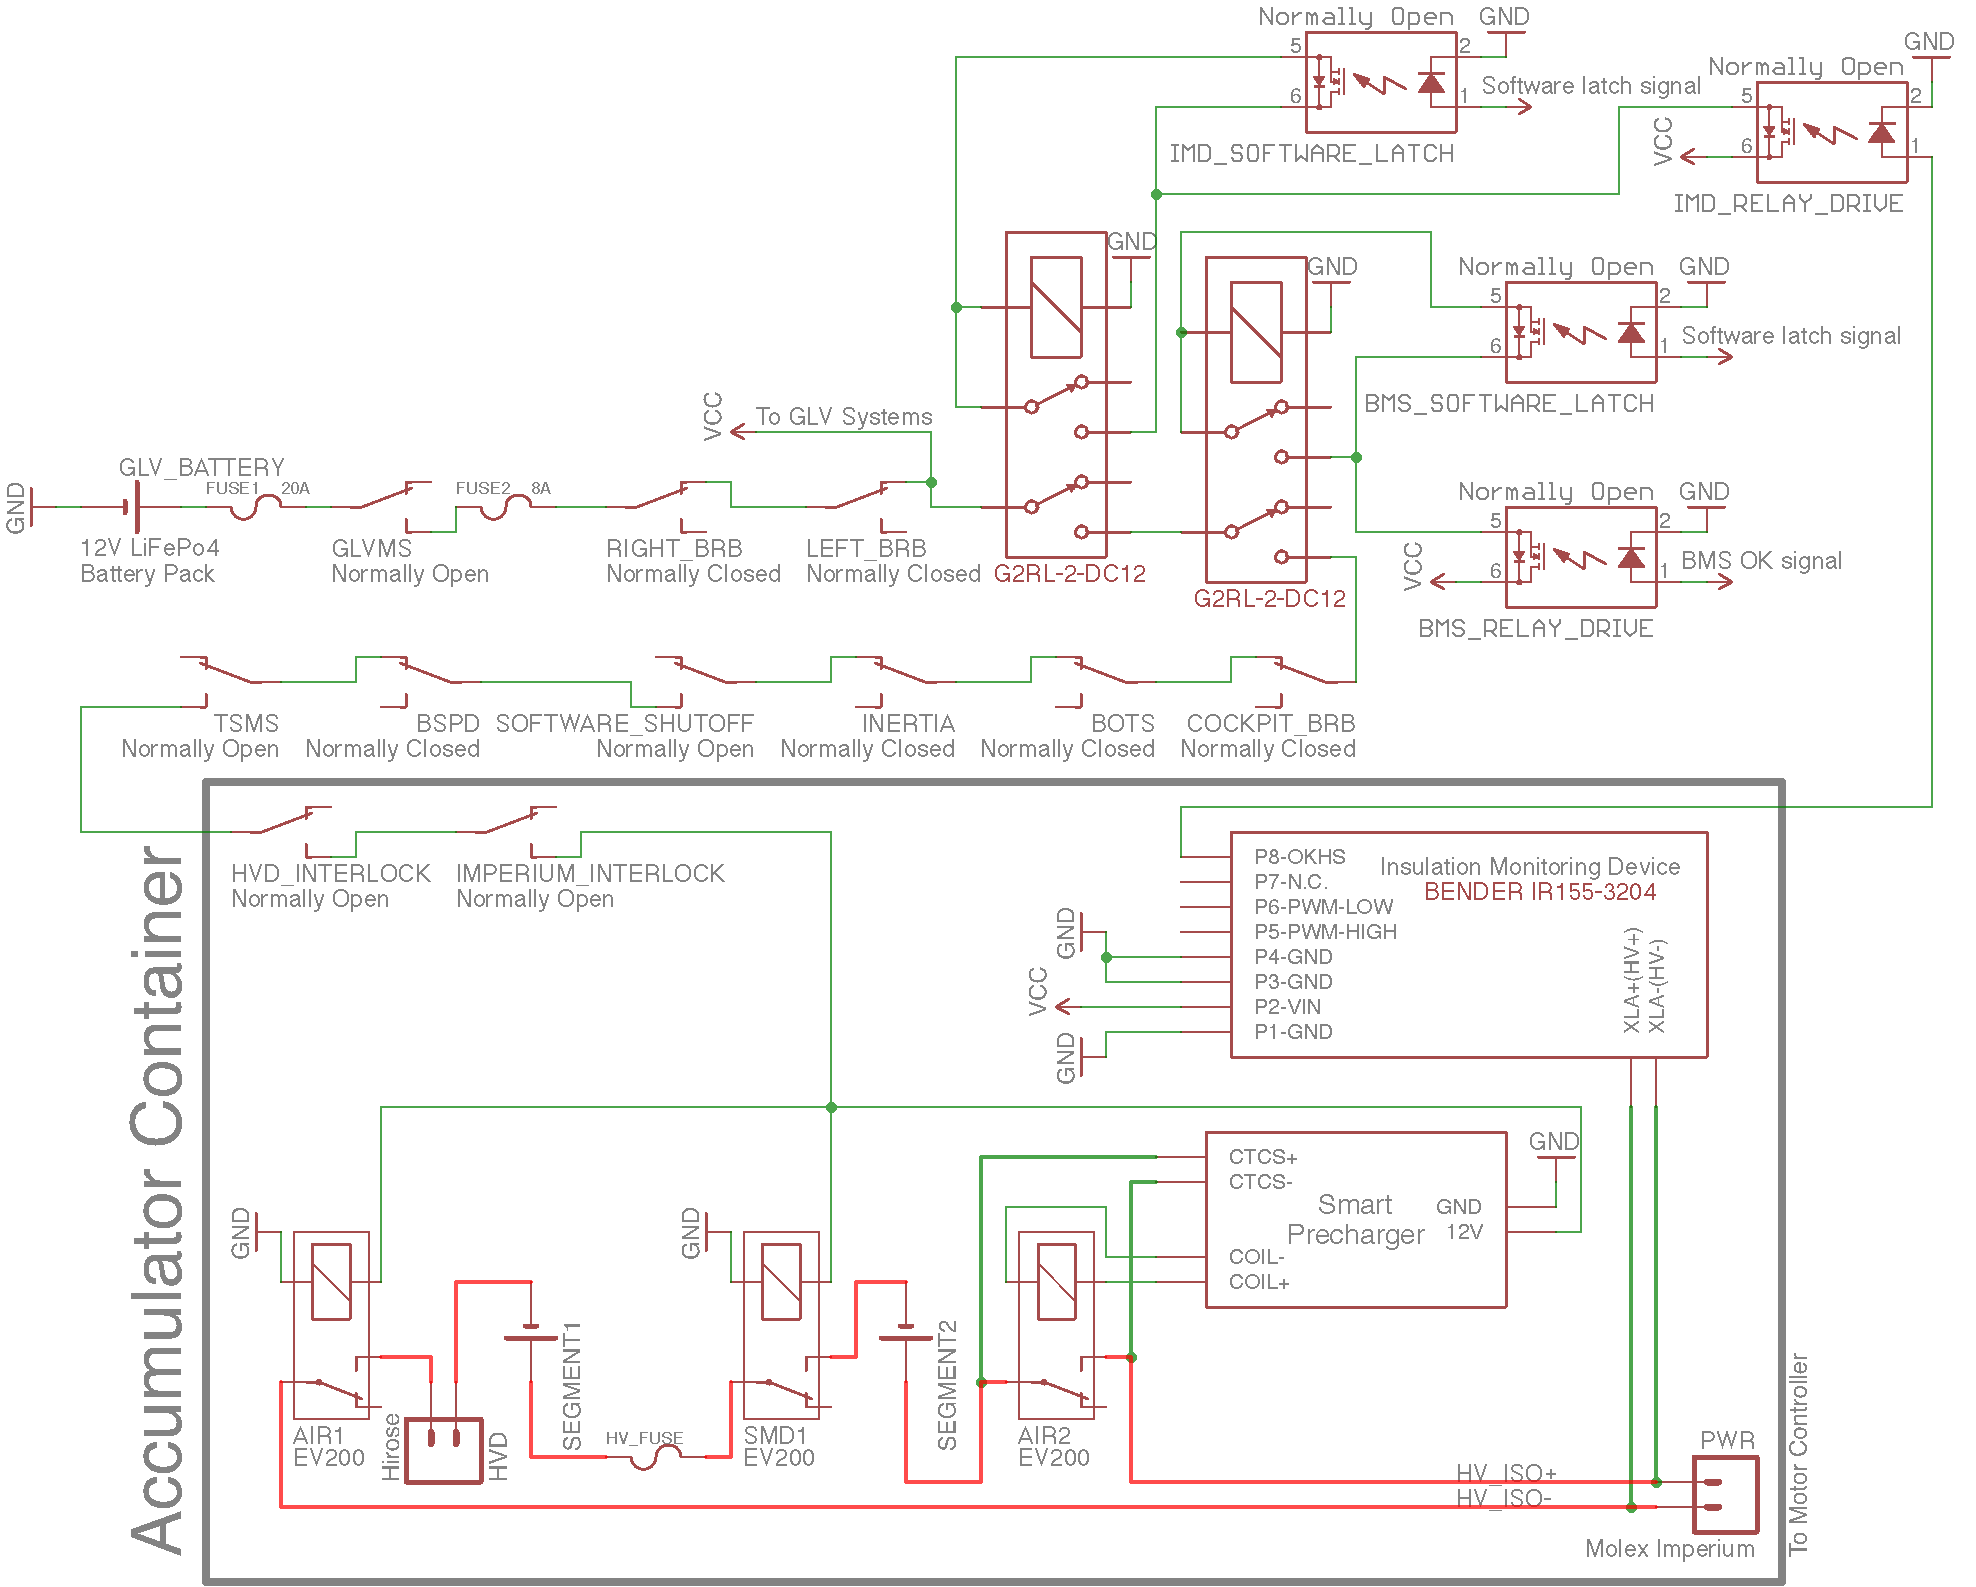 Normally Open
GND
5
2
6
1
Software latch signal
IMD_SOFTWARE_LATCH
GND
Normally Open
5
2
VCC
6
1
IMD_RELAY_DRIVE
GND
GND
G2RL-2-DC12
G2RL-2-DC12
Normally Open
GND
5
2
6
1
Software latch signal
BMS_SOFTWARE_LATCH
Normally Open
GND
5
2
VCC
6
1
BMS OK signal
BMS_RELAY_DRIVE
VCC
To GLV Systems
GND
GLV_BATTERY
12V LiFePo4
Battery Pack
FUSE1
20A
GLVMS
Normally Open
FUSE2
8A
RIGHT_BRB
Normally Closed
LEFT_BRB
Normally Closed
TSMS
Normally Open
BSPD
Normally Closed
SOFTWARE_SHUTOFF
Normally Open
INERTIA
Normally Closed
BOTS
Normally Closed
COCKPIT_BRB
Normally Closed
Accumulator Container
HVD_INTERLOCK
Normally Open
IMPERIUM_INTERLOCK
Normally Open
Insulation Monitoring Device
BENDER IR155-3204
P8-OKHS
P7-N.C.
P6-PWM-LOW
P5-PWM-HIGH
P4-GND
P3-GND
P2-VIN
P1-GND
XLA+(HV+)
XLA-(HV-)
GND
VCC
GND
CTCS+
CTCS-
Smart
Precharger
GND
12V
COIL-
COIL+
GND
GND
AIR1
EV200
Hirose
HVD
SEGMENT1
HV_FUSE
GND
SMD1
EV200
SEGMENT2
AIR2
EV200
HV_ISO+
HV_ISO-
PWR
Molex Imperium
To Motor Controller